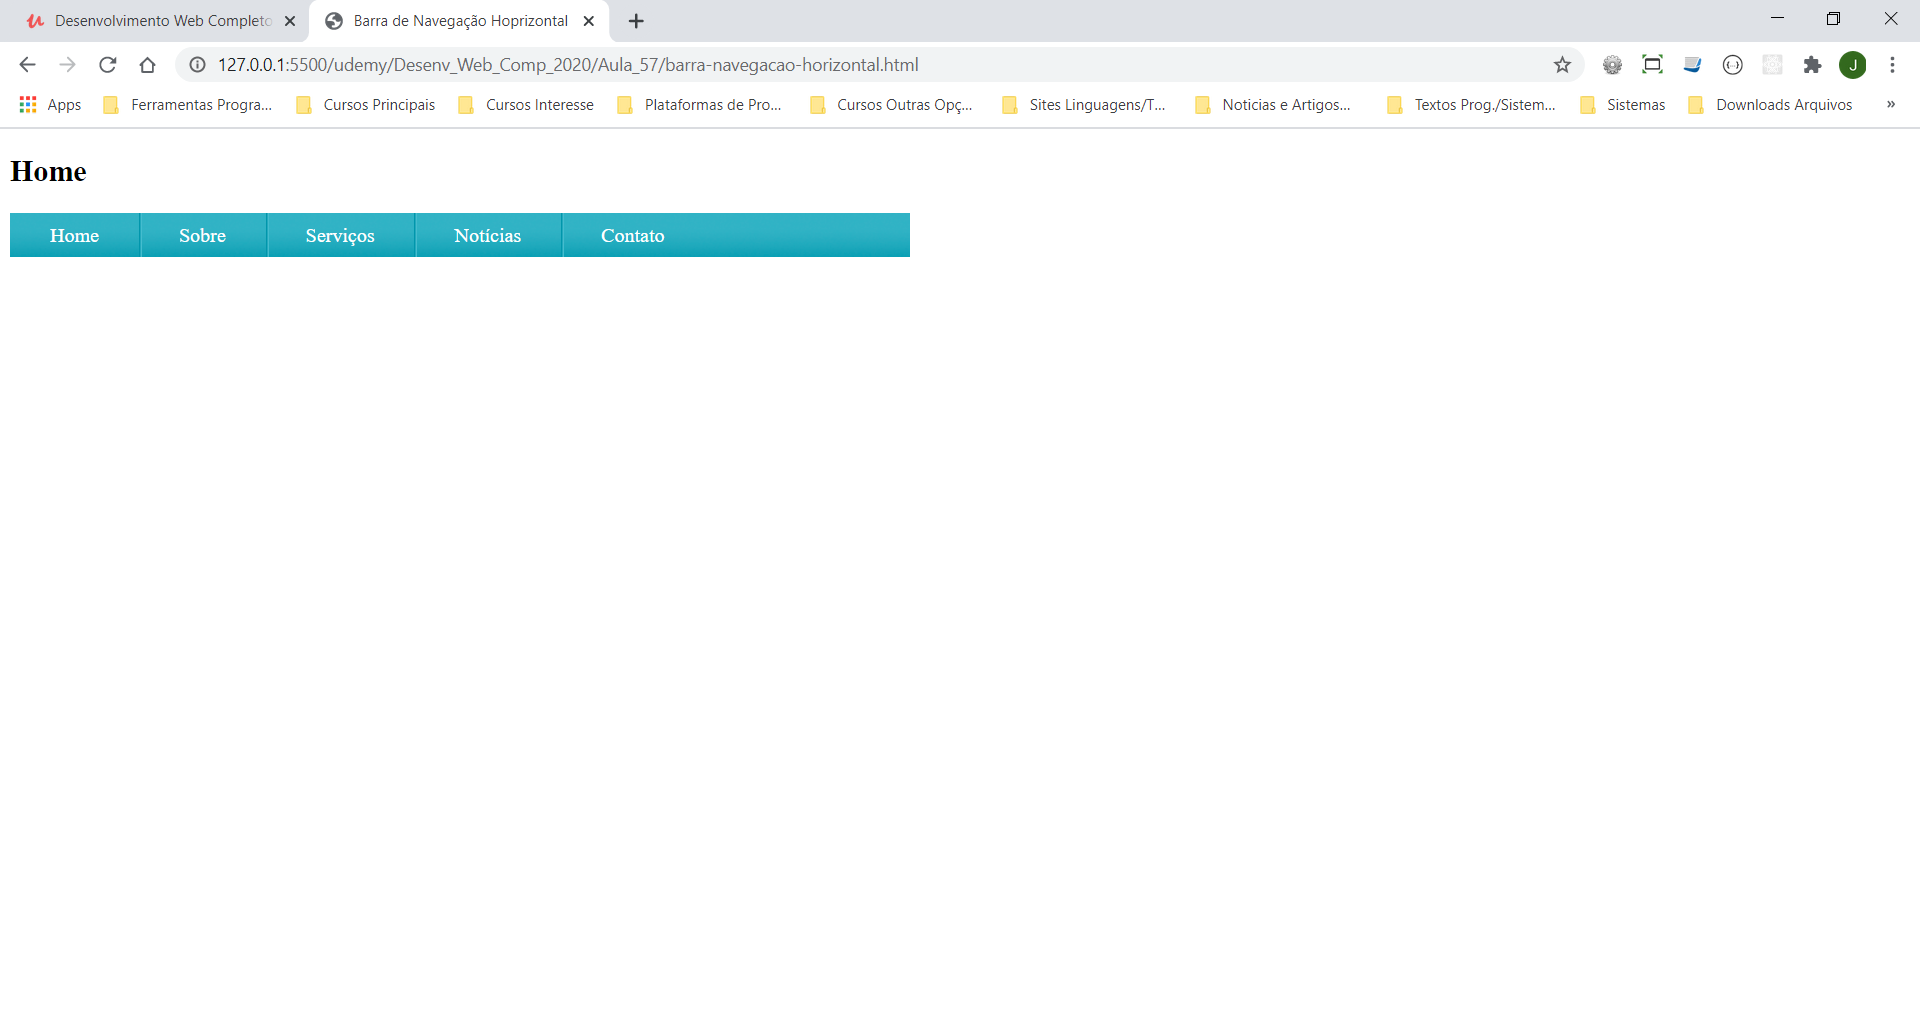 Desenvolvimento Web Completo
Barra de Navegação Hoprizontal
127.0.0.1:5500/udemy/Desenv_Web_Comp_2020/Aula_57/barra-navegacao-horizontal.html
J
Apps Ferramentas Progra... Cursos Principais Cursos Interesse Plataformas de Pro... Cursos Outras Opç... Sites Linguagens/T... Noticias e Artigos... Textos Prog./Sistem... Sistemas Downloads Arquivos »
Home
Home Sobre Serviços Notícias Contato